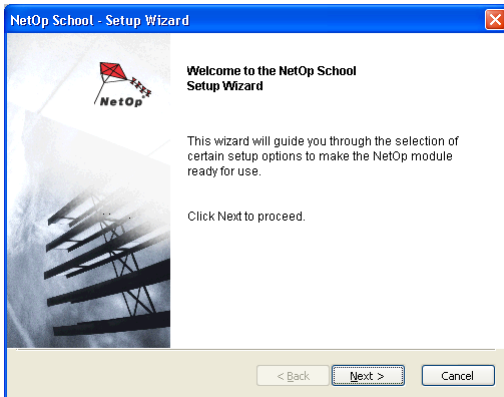 NetOp School - Setup Wizard
NetOp
Welcome to the NetOp School
Setup Wizard
This wizard will guide you through the selection of
certain setup options to make the NetOp module
ready for use.
Click Next to proceed.
< Back
Next >
Cancel